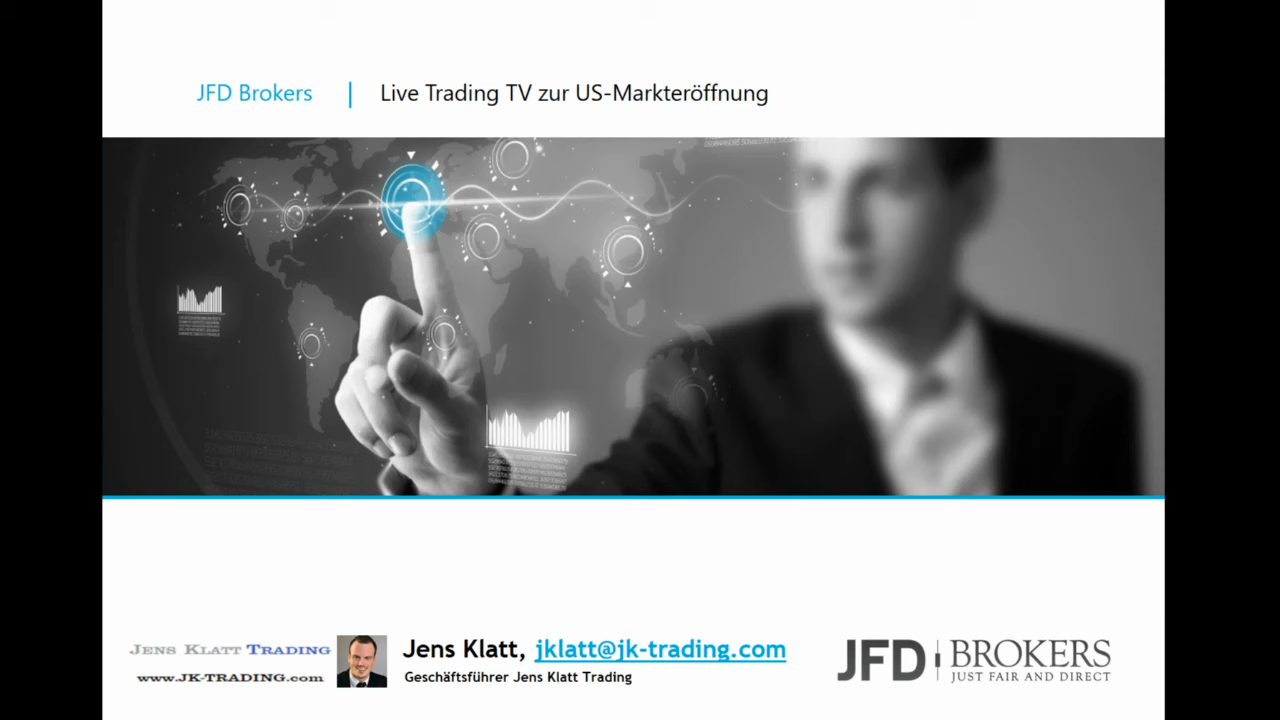 JFD Brokers | Live Trading TV zur US-Markteröffnung
JENS KLATT TRADING
www.JK-TRADING.com
Jens Klatt, jklatt@jk-trading.com
Geschäftsführer Jens Klatt Trading
JFD BROKERS
JUST FAIR AND DIRECT